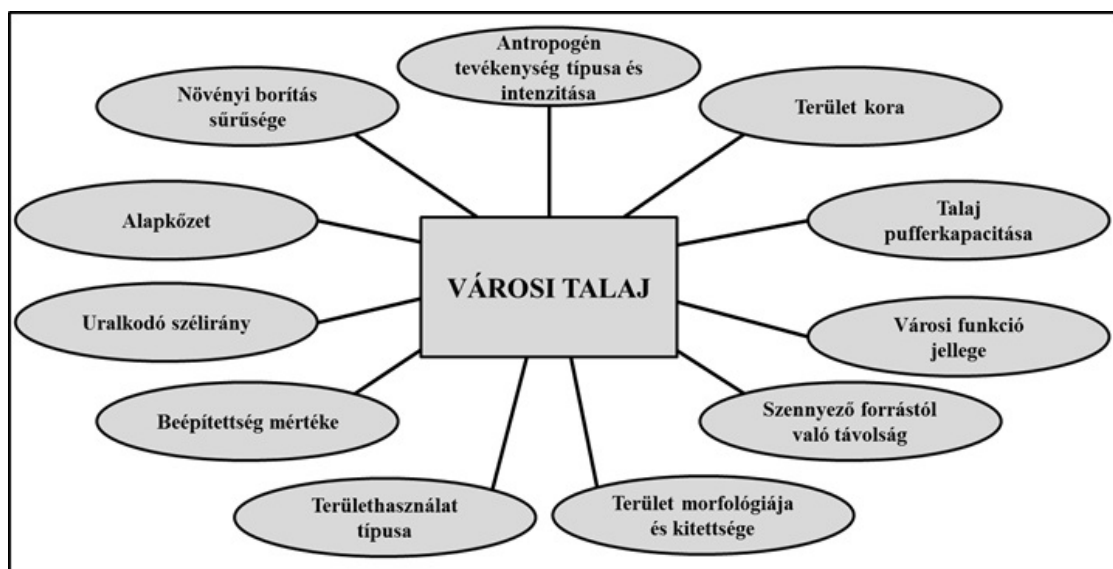 Antropogén
tevékenység típusa és
intenzitása
Növényi borítás
sűrűsége
Terület kora
Alapkőzet
Talaj
pufferkapacitása
VÁROSI TALAJ
Uralkodó szélirány
Városi funkció
jellege
Beépítettség mértéke
Szennyező forrástól
való távolság
Területhasználat
típusa
Terület morfológiája
és kitettsége